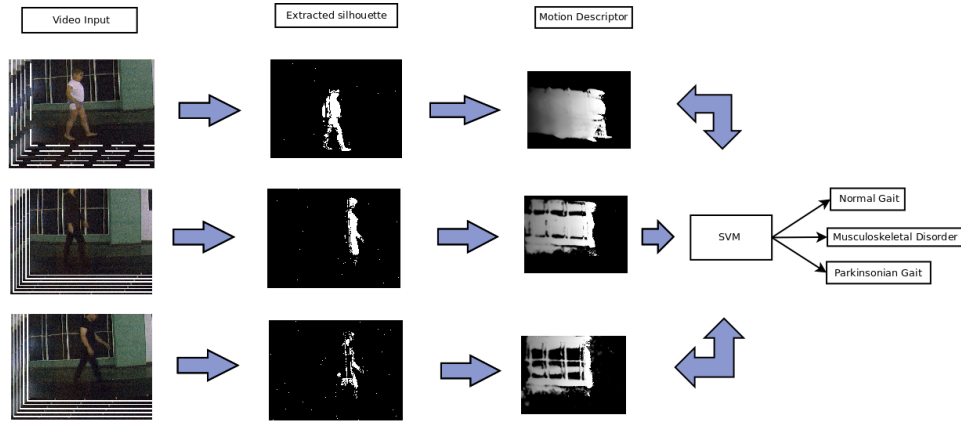 Video Input
Extracted silhouette
Motion Descriptor
SVM
Normal Gait
Musculoskeletal Disorder
Parkinsonian Gait